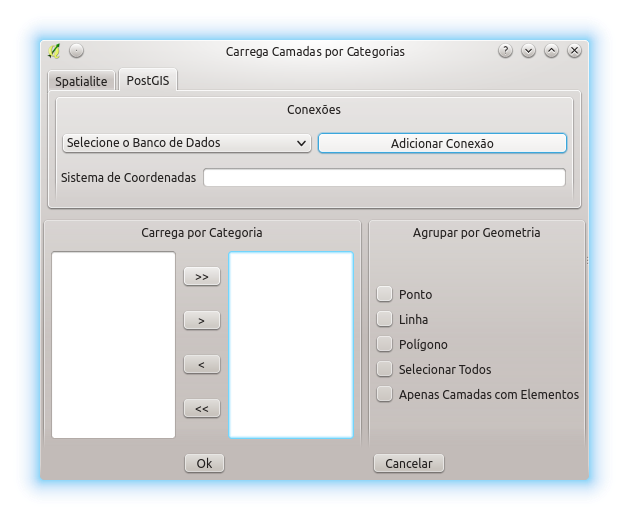 Carrega Camadas por Categorias
Spatialite PostGIS
Conexões
Selecione o Banco de Dados Adicionar Conexão
Sistema de Coordenadas
Carrega por Categoria Agrupar por Geometria
>>
Ponto
>
Linha
Polígono
<
Selecionar Todos
Apenas Camadas com Elementos
<<
Ok Cancelar